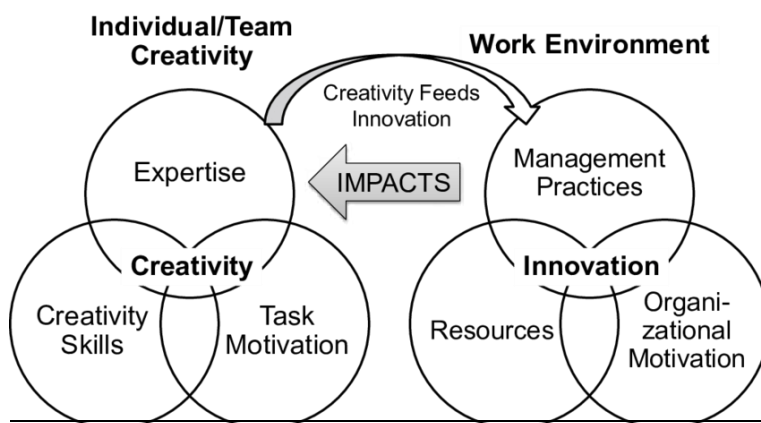 Individual/Team
Creativity
Work Environment
Creativity Feeds
Innovation
Expertise
IMPACTS
Management
Practices
Creativity
Innovation
Creativity
Skills
Task
Motivation
Resources
Organi-
zational
Motivation